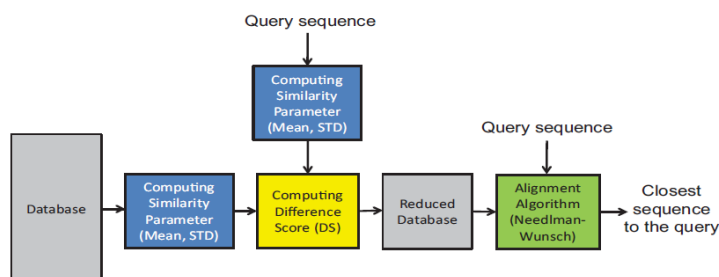 Query sequence
Computing
Similarity
Parameter
(Mean, STD)
Query sequence
Database
Computing
Similarity
Parameter
(Mean, STD)
Computing
Difference
Score (DS)
Reduced
Database
Alignment
Algorithm
(Needlman-
Wunsch)
Closest
sequence
to the query